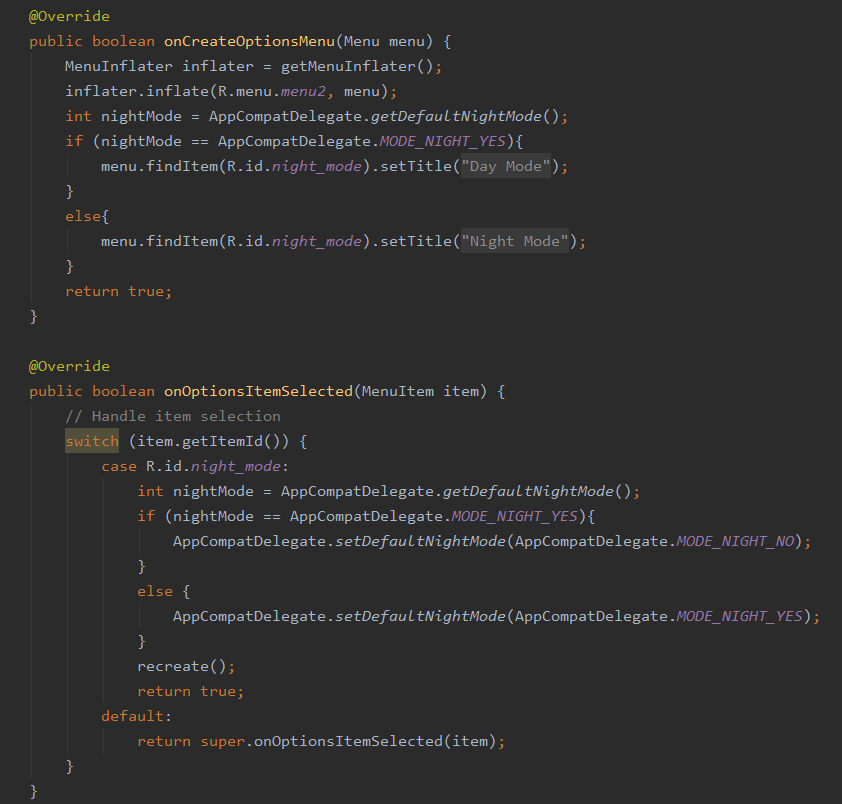 @Override
public boolean onCreateOptionsMenu(Menu menu) {
    MenuInflater inflater = getMenuInflater();
    inflater.inflate(R.menu.menu2, menu);
    int nightMode = AppCompatDelegate.getDefaultNightMode();
    if (nightMode == AppCompatDelegate.MODE_NIGHT_YES){
        menu.findItem(R.id.night_mode).setTitle("Day Mode");
    }
    else{
        menu.findItem(R.id.night_mode).setTitle("Night Mode");
    }
    return true;
}

@Override
public boolean onOptionsItemSelected(MenuItem item) {
    // Handle item selection
    switch (item.getItemId()) {
        case R.id.night_mode:
            int nightMode = AppCompatDelegate.getDefaultNightMode();
            if (nightMode == AppCompatDelegate.MODE_NIGHT_YES){
                AppCompatDelegate.setDefaultNightMode(AppCompatDelegate.MODE_NIGHT_NO);
            }
            else {
                AppCompatDelegate.setDefaultNightMode(AppCompatDelegate.MODE_NIGHT_YES);
            }
            recreate();
            return true;
        default:
            return super.onOptionsItemSelected(item);
    }
}